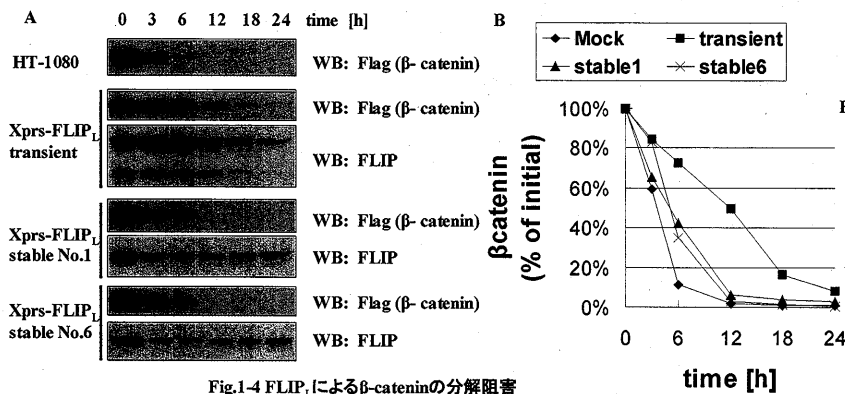 A
0 3 6 12 18 24 time [h]
HT-1080
WB: Flag (β- catenin)
Xprs-FLIPL
transient
WB: Flag (β- catenin)
WB: FLIP
Xprs-FLIPL
stable No.1
WB: Flag (β- catenin)
WB: FLIP
Xprs-FLIPL
stable No.6
WB: Flag (β- catenin)
WB: FLIP
B
Mock transient
stable1 stable6
100%
80%
60%
40%
20%
0%
βcatenin
(% of initial)
0 6 12 18 24
time [h]
Fig.1-4 FLIPLによるβ-cateninの分解阻害